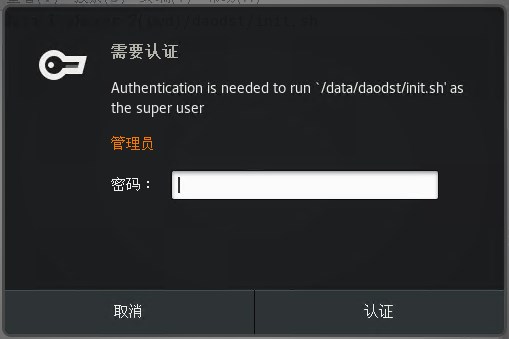 需要认证
Authentication is needed to run `/data/daodst/init.sh' as
the super user
管理员
密码：
取消
认证